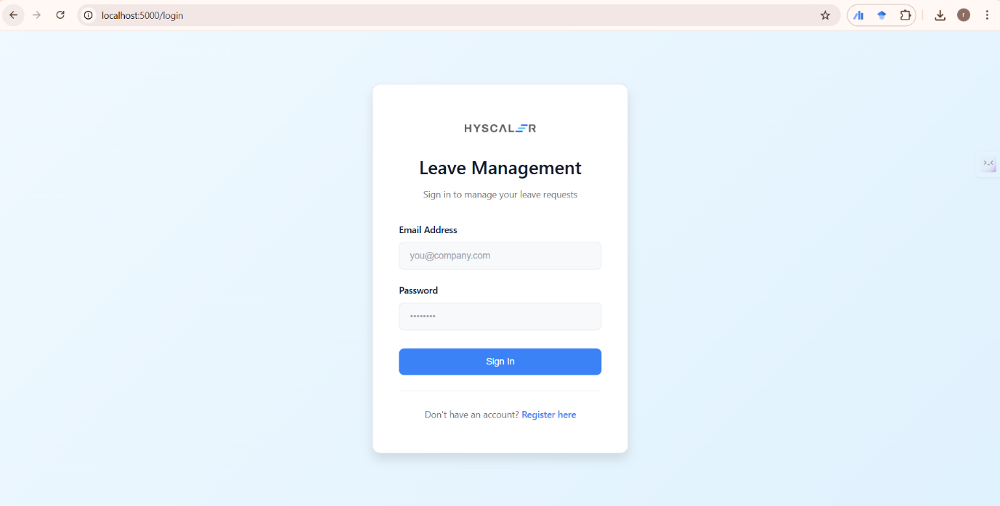 localhost:5000/login
r
HYSCALER
Leave Management
Sign in to manage your leave requests
Email Address
you@company.com
Password
••••••••
Sign In
Don't have an account? Register here